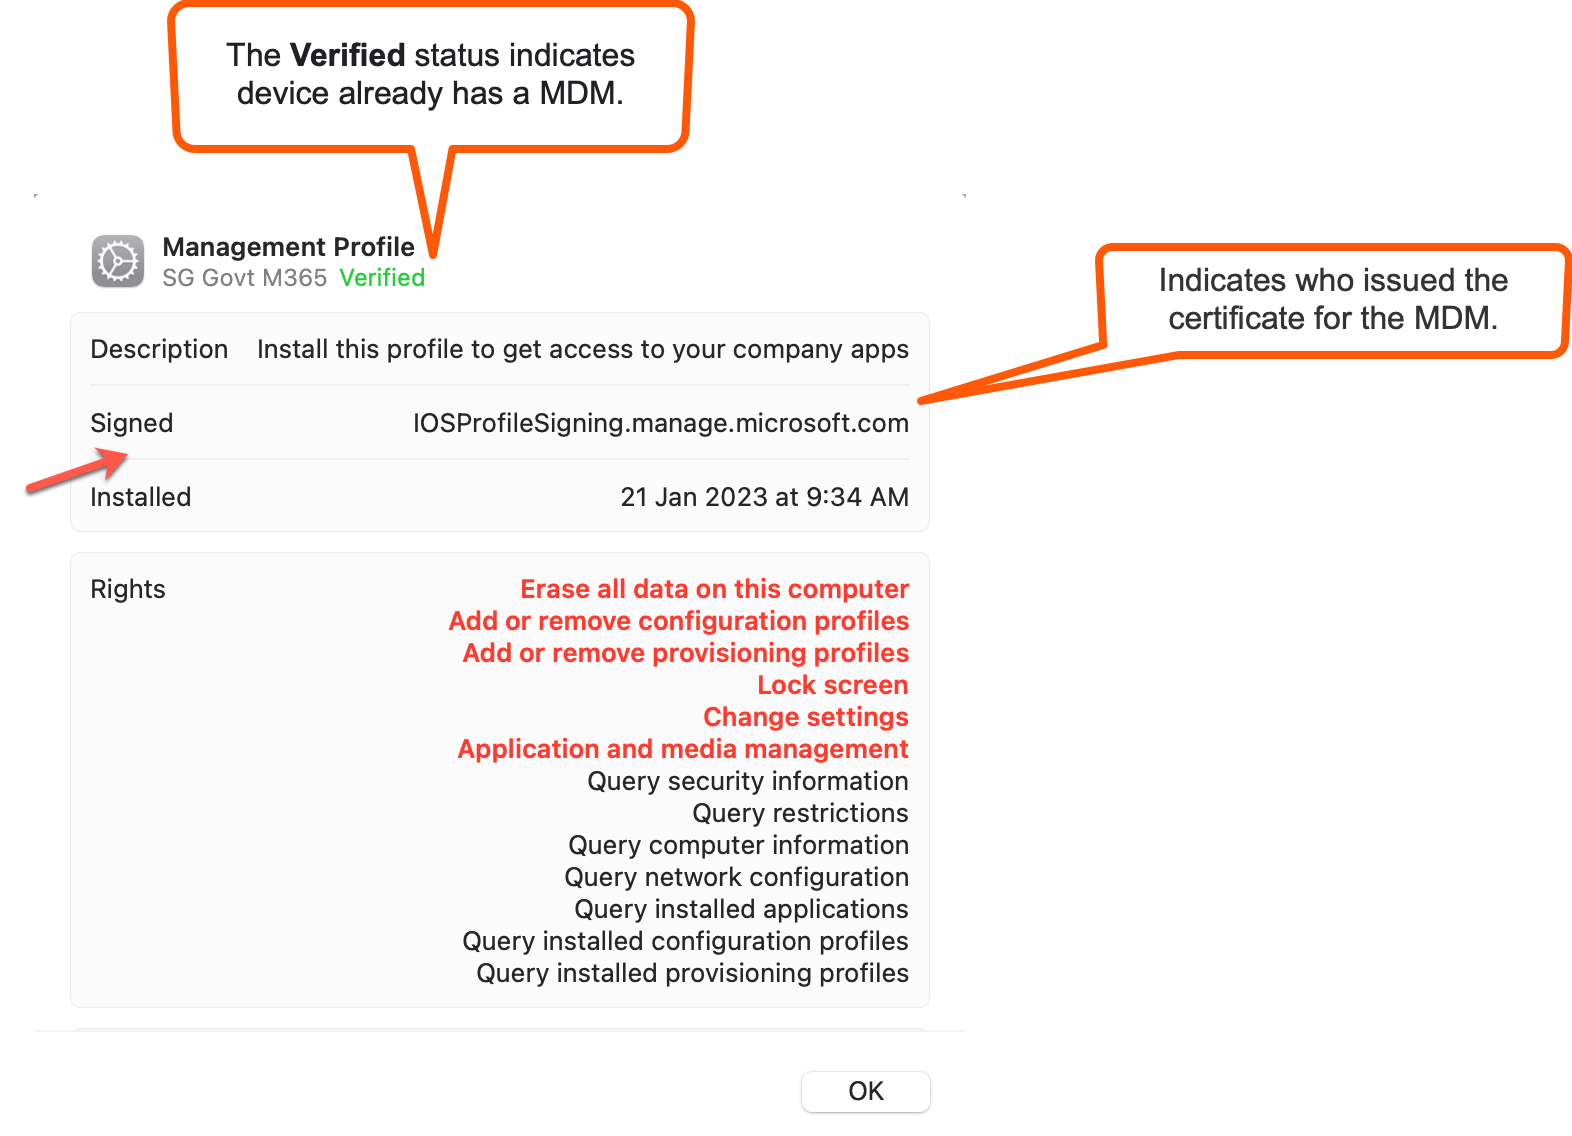 The Verified status indicates
device already has a MDM.
Management Profile
SG Govt M365 Verified
Indicates who issued the
certificate for the MDM.
Description Install this profile to get access to your company apps
Signed IOSProfileSigning.manage.microsoft.com
Installed 21 Jan 2023 at 9:34 AM
Rights Erase all data on this computer
Add or remove configuration profiles
Add or remove provisioning profiles
Lock screen
Change settings
Application and media management
Query security information
Query restrictions
Query computer information
Query network configuration
Query installed applications
Query installed configuration profiles
Query installed provisioning profiles
OK